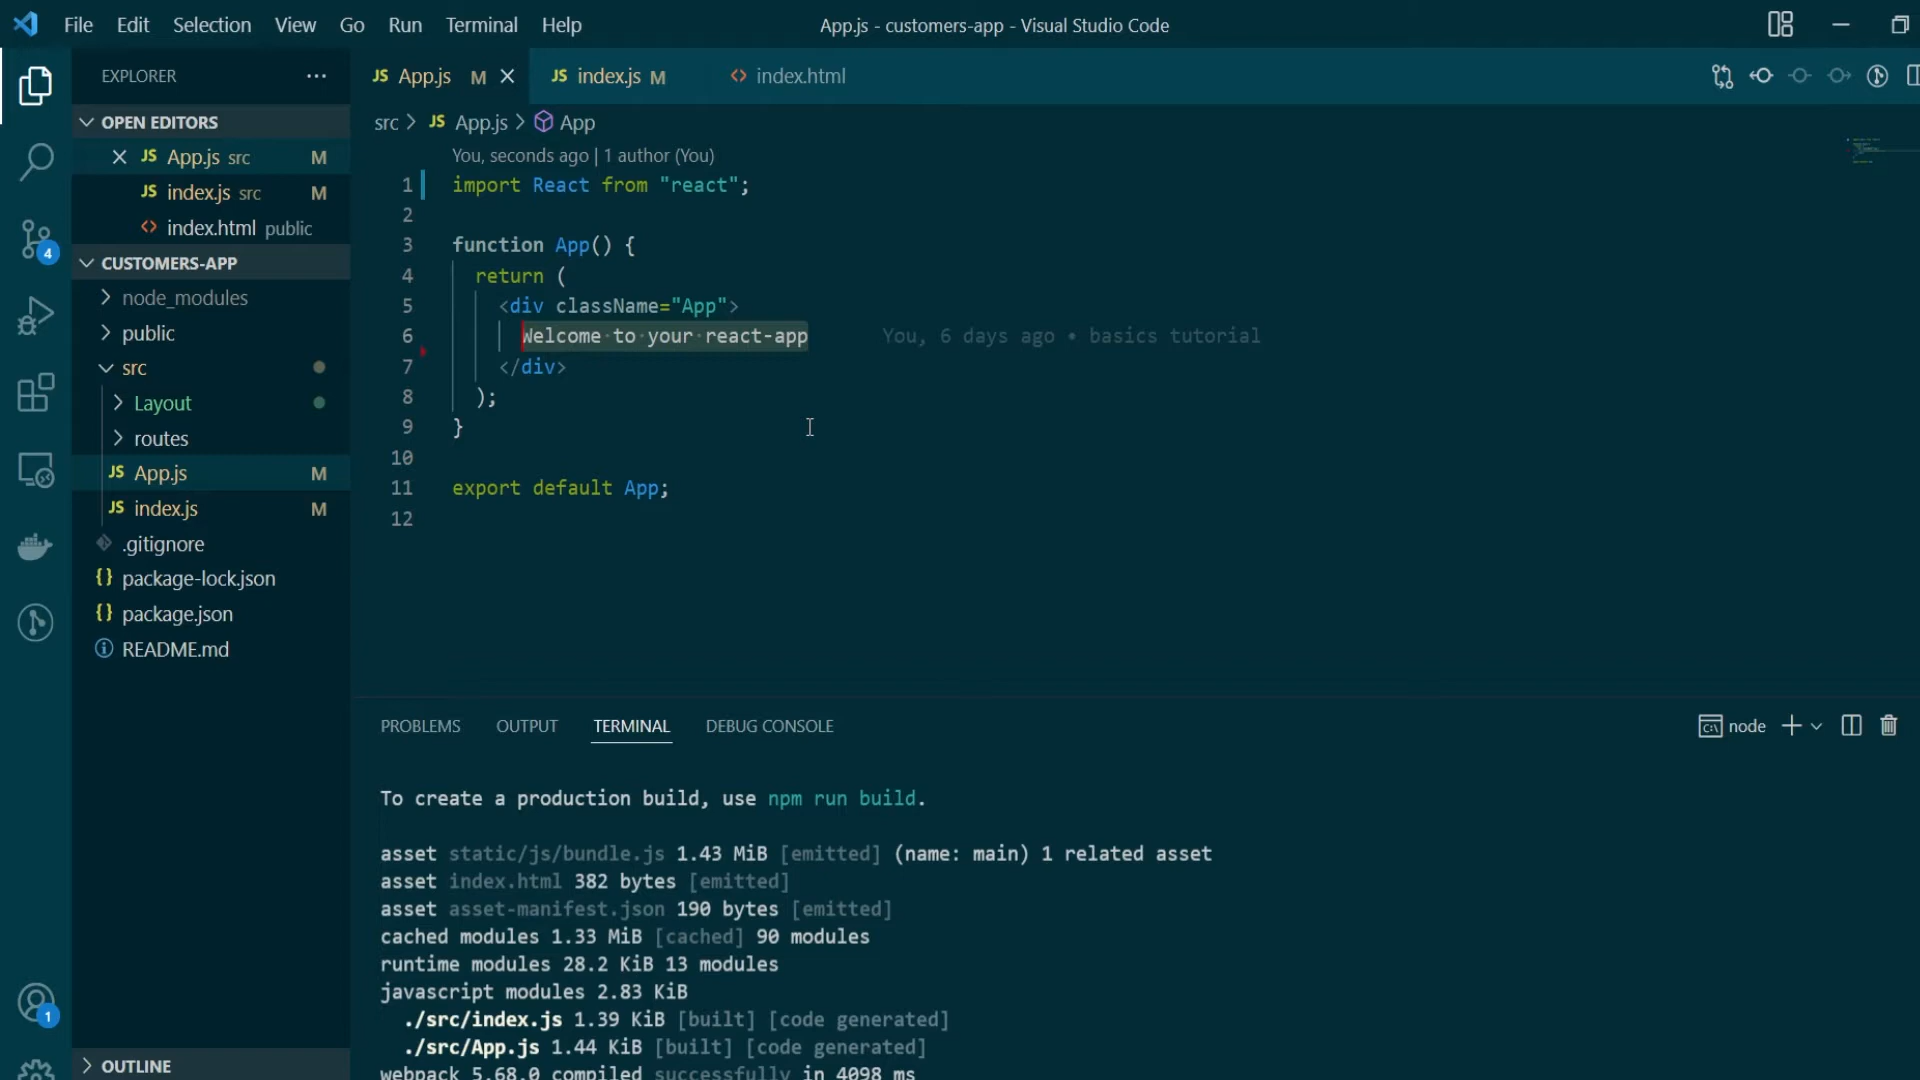 File Edit Selection View Go Run Terminal Help
App.js - customers-app - Visual Studio Code
EXPLORER ···
JS App.js M
JS index.js M
<> index.html
OPEN EDITORS
JS App.js src M
JS index.js src M
<> index.html public
CUSTOMERS-APP
node_modules
public
src
Layout
routes
JS App.js M
JS index.js M
.gitignore
{} package-lock.json
{} package.json
README.md
OUTLINE
4
1
src > JS App.js > App
You, seconds ago | 1 author (You)
1 import React from "react";
2
3 function App() {
4 return (
5 <div className="App">
6 Welcome to your react-app You, 6 days ago • basics tutorial
7 </div>
8 );
9 }
10
11 export default App;
12
PROBLEMS OUTPUT TERMINAL DEBUG CONSOLE
node
To create a production build, use npm run build.
asset static/js/bundle.js 1.43 MiB [emitted] (name: main) 1 related asset
asset index.html 382 bytes [emitted]
asset asset-manifest.json 190 bytes [emitted]
cached modules 1.33 MiB [cached] 90 modules
runtime modules 28.2 KiB 13 modules
javascript modules 2.83 KiB
./src/index.js 1.39 KiB [built] [code generated]
./src/App.js 1.44 KiB [built] [code generated]
webpack 5.68.0 compiled successfully in 4098 ms